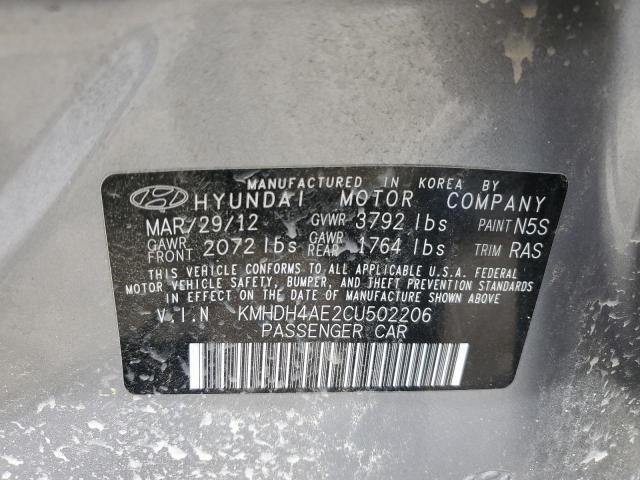 MANUFACTURED IN KOREA BY
HYUNDAI MOTOR COMPANY
MAR/29/12 GVWR 3792 lbs PAINT N5S
GAWR FRONT 2072 lbs GAWR REAR 1764 lbs TRIM RAS
THIS VEHICLE CONFORMS TO ALL APPLICABLE U.S.A. FEDERAL
MOTOR VEHICLE SAFETY, BUMPER, AND THEFT PREVENTION STANDARDS
IN EFFECT ON THE DATE OF MANUFACTURE SHOWN ABOVE.
V.I.N KMHDH4AE2CU502206
PASSENGER CAR